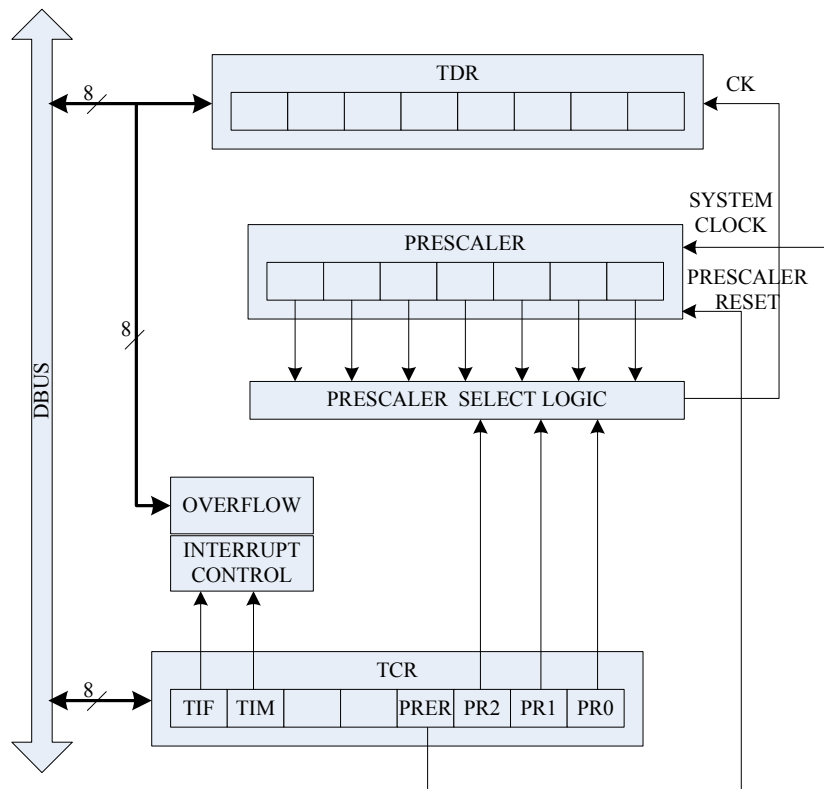 TDR
8
CK
SYSTEM
CLOCK
PRESCALER
PRESCALER
RESET
8
DBUS
PRESCALER SELECT LOGIC
OVERFLOW
INTERRUPT
CONTROL
TCR
8
TIF TIM PRER PR2 PR1 PR0